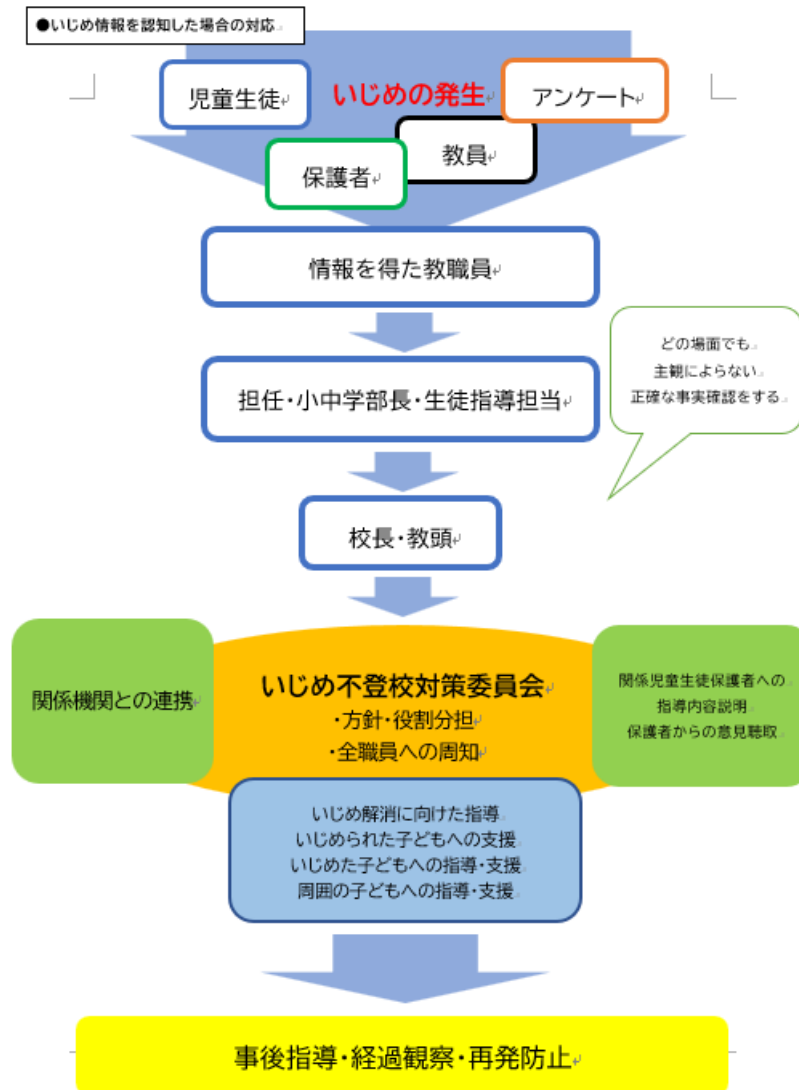 ●いじめ情報を認知した場合の対応
児童生徒
いじめの発生
アンケート
教員
保護者
情報を得た教職員
どの場面でも
主観によらない
正確な事実確認をする
担任・小中学部長・生徒指導担当
校長・教頭
関係機関との連携
いじめ不登校対策委員会
・方針・役割分担
・全職員への周知
関係児童生徒保護者への
指導内容説明
保護者からの意見聴取
いじめ解消に向けた指導
いじめられた子どもへの支援
いじめた子どもへの指導・支援
周囲の子どもへの指導・支援
事後指導・経過観察・再発防止